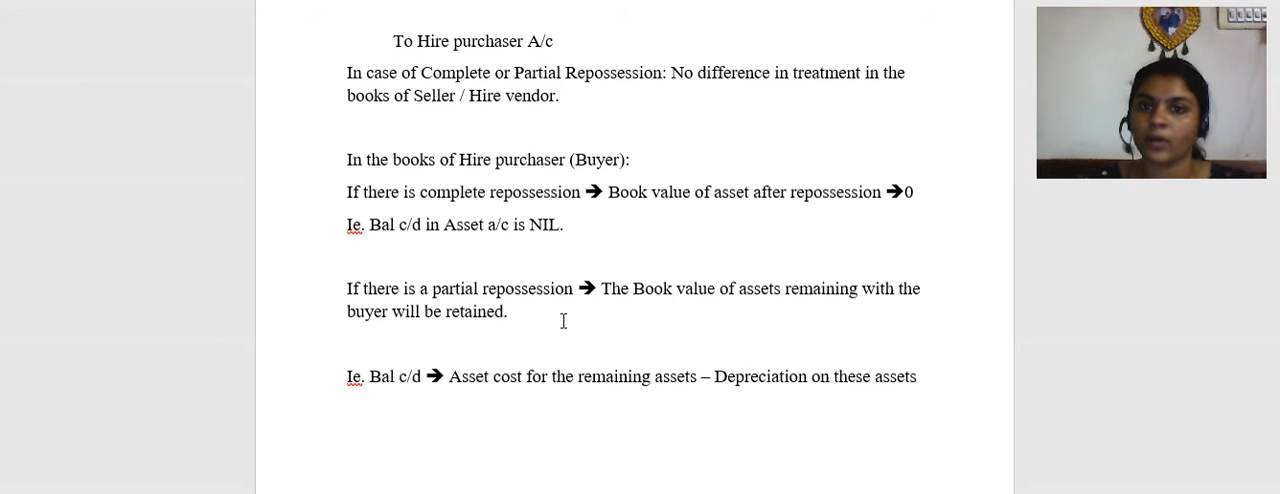 To Hire purchaser A/c
In case of Complete or Partial Repossession: No difference in treatment in the
books of Seller / Hire vendor.
In the books of Hire purchaser (Buyer):
If there is complete repossession ➔ Book value of asset after repossession ➔0
Ie. Bal c/d in Asset a/c is NIL.
If there is a partial repossession ➔ The Book value of assets remaining with the
buyer will be retained.
Ie. Bal c/d ➔ Asset cost for the remaining assets – Depreciation on these assets